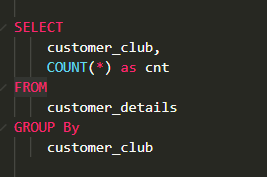 SELECT
customer_club,
COUNT(*) as cnt
FROM
customer_details
GROUP By
customer_club